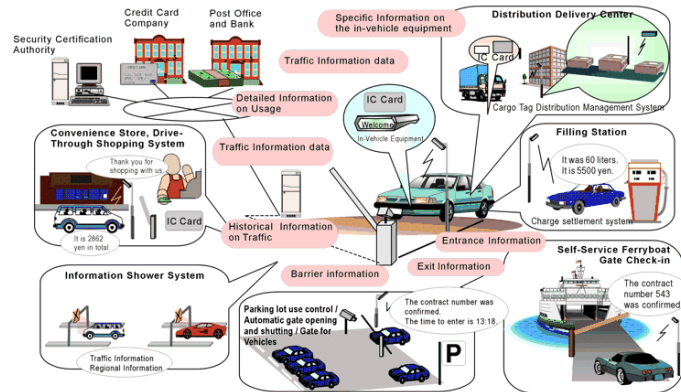 Security Certification
Authority
Credit Card
Company
Post Office
and Bank
Specific Information on
the in-vehicle equipment
Distribution Delivery Center
IC Card
Cargo Tag Distribution Management System
Traffic Information data
Detailed Information
on Usage
IC Card
Welcome
In-Vehicle Equipment
Convenience Store, Drive-
Through Shopping System
Thank you for
shopping with us.
IC Card
It is 2862
yen in total.
Traffic Information data
Filling Station
It was 60 liters.
It is 5500 yen.
Charge settlement system
Historical Information
on Traffic
Entrance Information
Exit Information
Barrier information
Information Shower System
Traffic Information
Regional Information
Parking lot use control /
Automatic gate opening
and shutting / Gate for
Vehicles
The contract number was
confirmed.
The time to enter is 13:18.
P
Self-Service Ferryboat
Gate Check-in
The contract
number 543
was confirmed